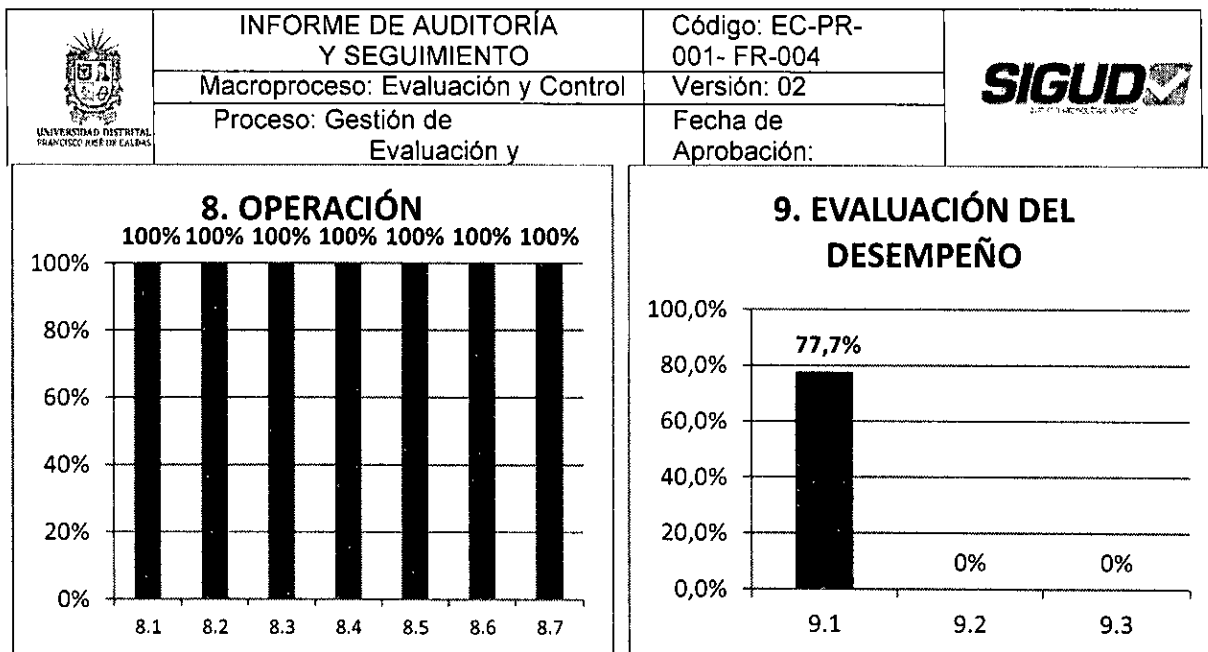 UNIVERSIDAD DISTRITAL
FRANCISCO JOSÉ DE CALDAS
INFORME DE AUDITORÍA
Y SEGUIMIENTO
Macroproceso: Evaluación y Control
Proceso: Gestión de
Evaluación y
Código: EC-PR-
001- FR-004
Versión: 02
Fecha de
Aprobación:
SIGUD
8. OPERACIÓN
100% 100% 100% 100% 100% 100% 100%
100%
80%
60%
40%
20%
0%
8.1 8.2 8.3 8.4 8.5 8.6 8.7
9. EVALUACIÓN DEL
DESEMPEÑO
100,0%
80,0%
60,0%
40,0%
20,0%
0,0%
77,7%
0% 0%
9.1 9.2 9.3